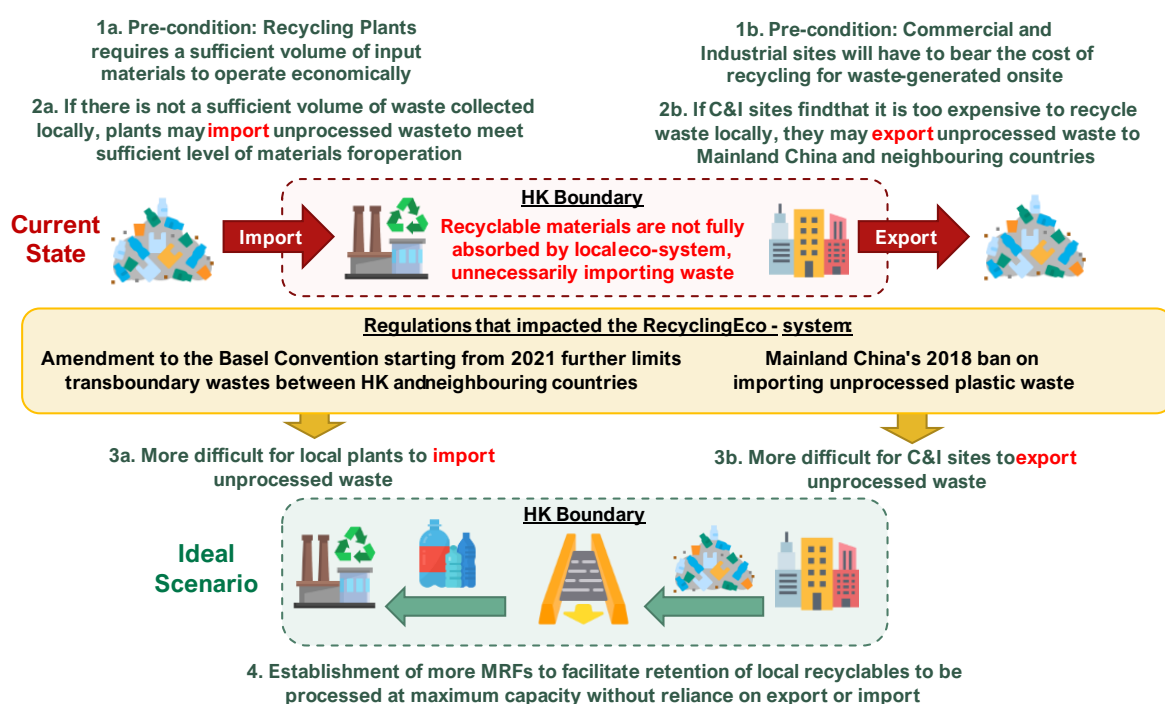 1a. Pre-condition: Recycling Plants
requires a sufficient volume of input
materials to operate economically
1b. Pre-condition: Commercial and
Industrial sites will have to bear the cost of
recycling for waste-generated onsite
2a. If there is not a sufficient volume of waste collected
locally, plants may import unprocessed wasteto meet
sufficient level of materials foroperation
2b. If C&I sites findthat it is too expensive to recycle
waste locally, they may export unprocessed waste to
Mainland China and neighbouring countries
Current
State
Import
HK Boundary
Recyclable materials are not fully
absorbed by localeco-system,
unnecessarily importing waste
Export
Regulations that impacted the RecyclingEco - system:
Amendment to the Basel Convention starting from 2021 further limits
transboundary wastes between HK andneighbouring countries
Mainland China's 2018 ban on
importing unprocessed plastic waste
3a. More difficult for local plants to import
unprocessed waste
3b. More difficult for C&I sites toexport
unprocessed waste
HK Boundary
Ideal
Scenario
4. Establishment of more MRFs to facilitate retention of local recyclables to be
processed at maximum capacity without reliance on export or import